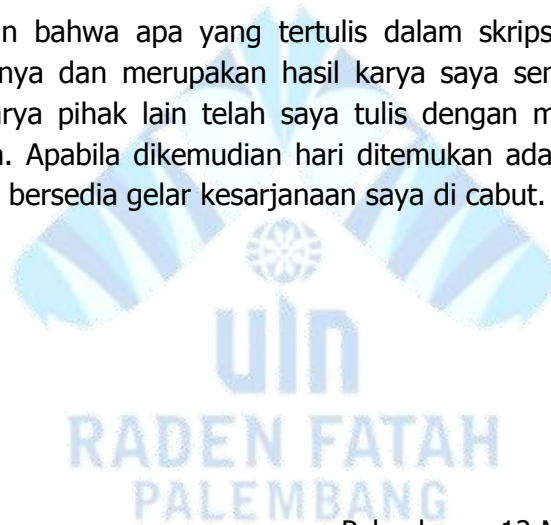 n bahwa apa yang tertulis dalam skrips
nya dan merupakan hasil karya saya sen
arya pihak lain telah saya tulis dengan m
. Apabila dikemudian hari ditemukan ada
bersedia gelar kesarjanaan saya di cabut.
uin
RADEN FATAH
PALEMBANG